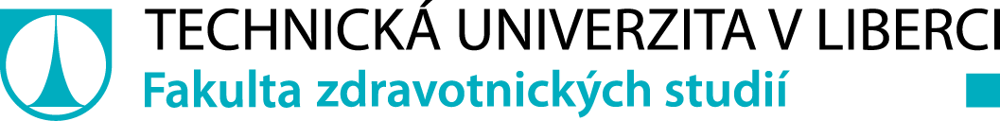 TECHNICKÁ UNIVERZITA V LIBERCI
Fakulta zdravotnických studií